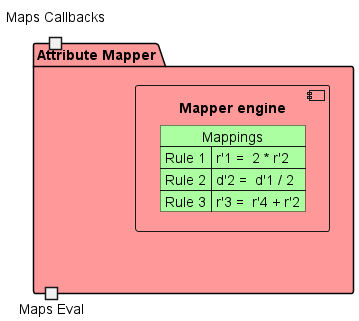 Maps Callbacks
Attribute Mapper
Mapper engine
Mappings
Rule 1 r'1 = 2 * r'2
Rule 2 d'2 = d'1 / 2
Rule 3 r'3 = r'4 + r'2
Maps Eval